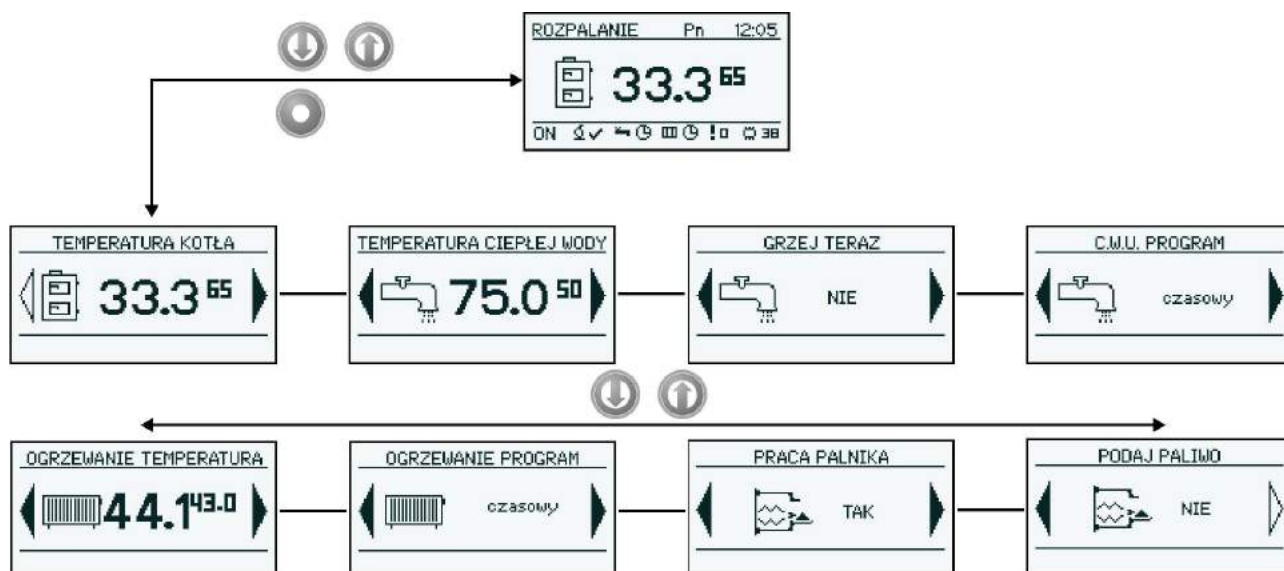 ROZPALANIE Pn 12:05
33.3 65
ON 0 38
TEMPERATURA KOTŁA
33.3 65
TEMPERATURA CIEPŁEJ WODY
75.0 50
GRZEJ TERAZ
NIE
C.W.U. PROGRAM
czasowy
OGRZEWANIE TEMPERATURA
44.1 43.0
OGRZEWANIE PROGRAM
czasowy
PRACA PALNIKA
TAK
PODAJ PALIWO
NIE